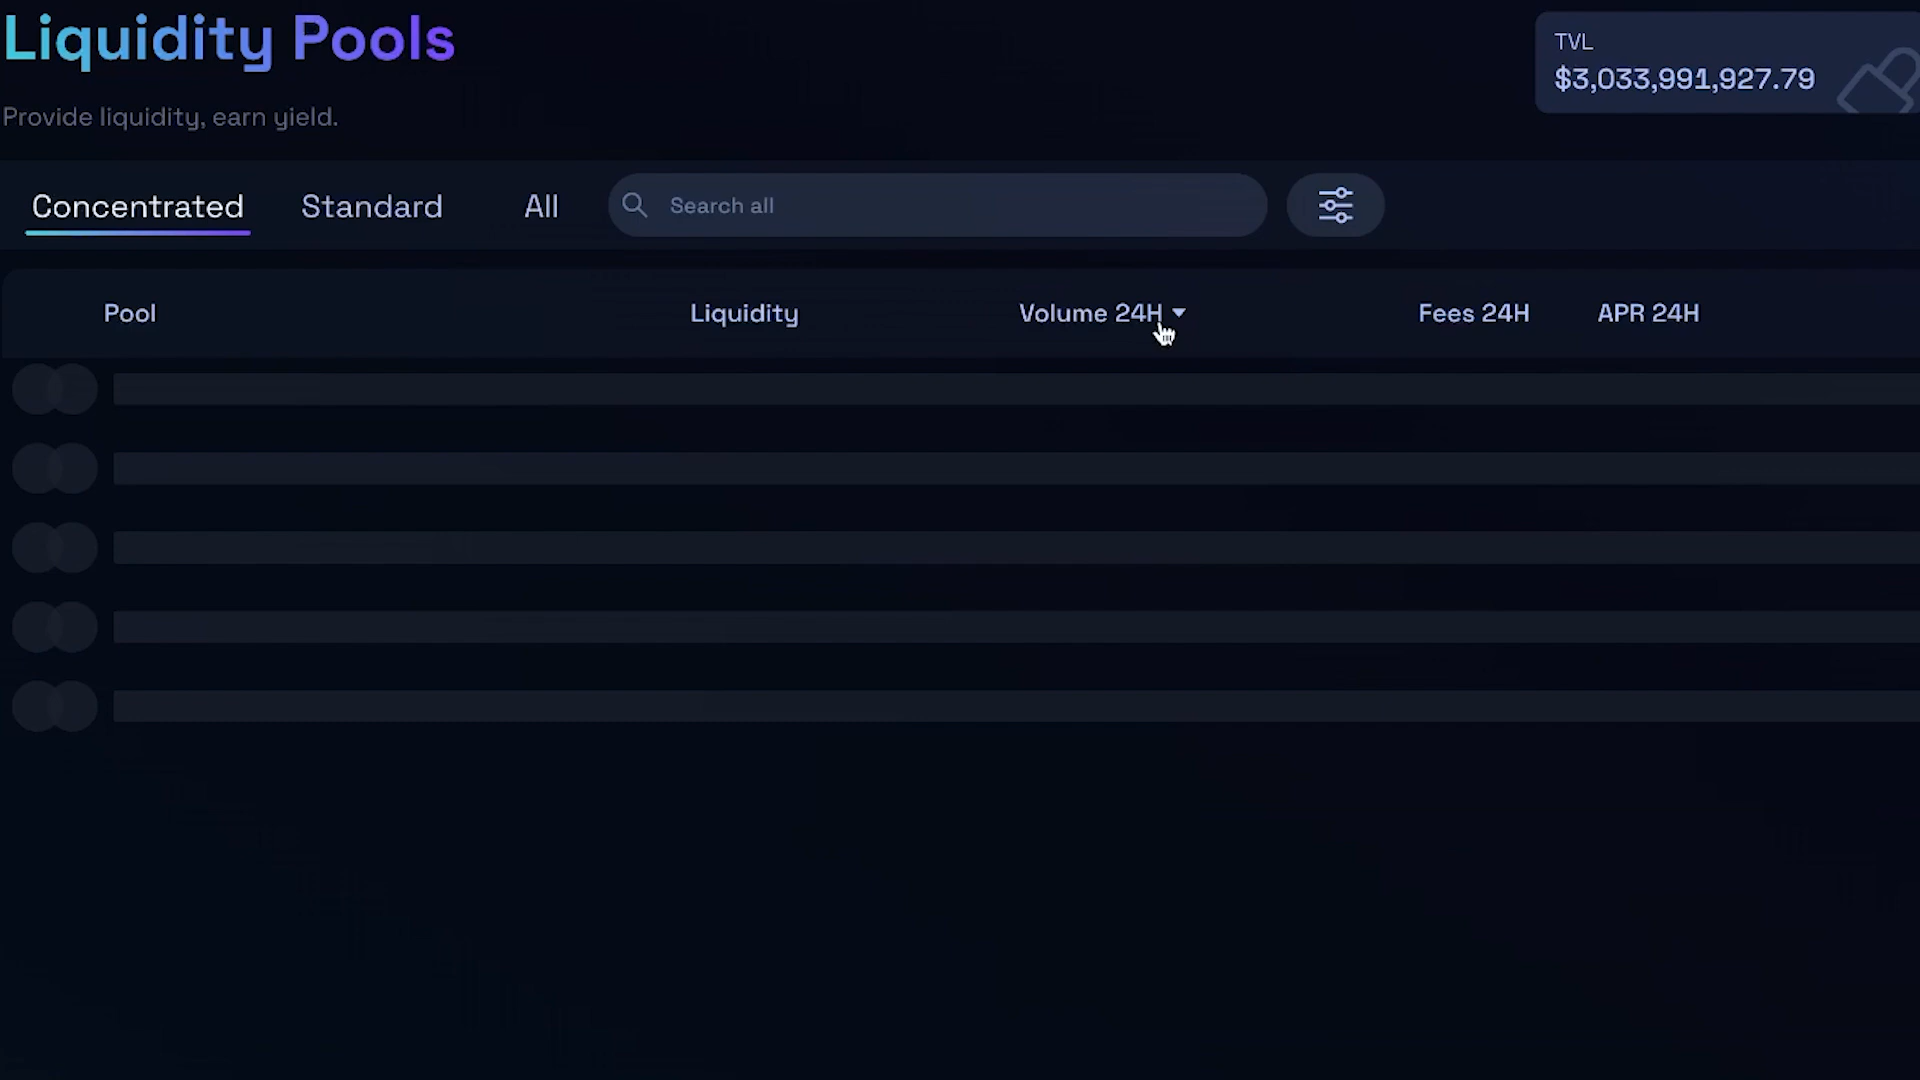 Liquidity Pools
TVL
$3,033,991,927.79
Provide liquidity, earn yield.
Concentrated Standard All Search all
Pool Liquidity Volume 24H Fees 24H APR 24H